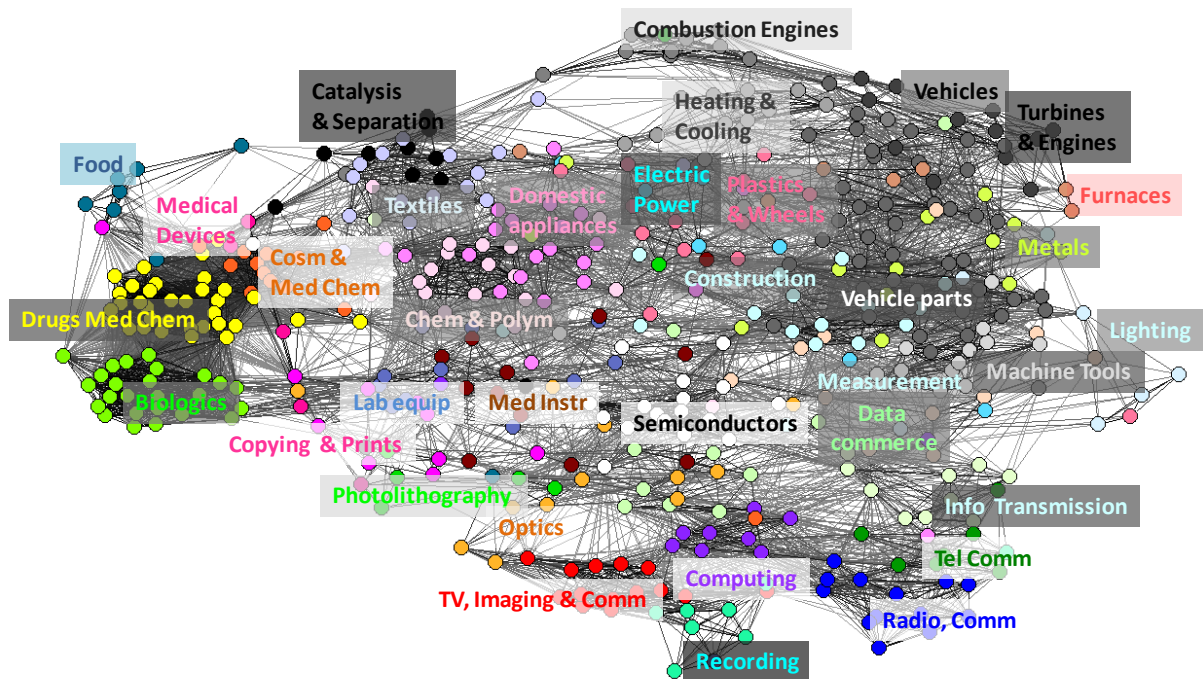 Combustion Engines
Catalysis
& Separation
Heating &
Cooling
Vehicles
Turbines
& Engines
Food
Medical
Devices
Textiles
Domestic
appliances
Electric
Power
Plastics
& Wheels
Furnaces
Metals
Cosm &
Med Chem
Construction
Vehicle parts
Drugs Med Chem
Chem & Polym
Lighting
Machine Tools
Measurement
Biologics
Lab equip
Med Instr
Semiconductors
Data
commerce
Copying & Prints
Photolithography
Info Transmission
Optics
Tel Comm
Computing
TV, Imaging & Comm
Radio, Comm
Recording